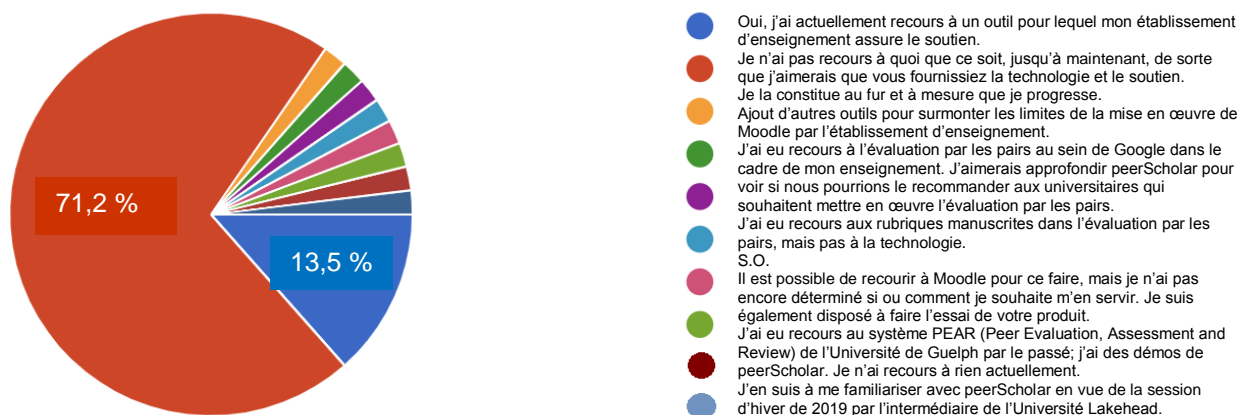 71,2 %
13,5 %
Oui, j’ai actuellement recours à un outil pour lequel mon établissement
d’enseignement assure le soutien.
Je n’ai pas recours à quoi que ce soit, jusqu’à maintenant, de sorte
que j’aimerais que vous fournissiez la technologie et le soutien.
Je la constitue au fur et à mesure que je progresse.
Ajout d’autres outils pour surmonter les limites de la mise en œuvre de
Moodle par l’établissement d’enseignement.
J’ai eu recours à l’évaluation par les pairs au sein de Google dans le
cadre de mon enseignement. J’aimerais approfondir peerScholar pour
voir si nous pourrions le recommander aux universitaires qui
souhaitent mettre en œuvre l’évaluation par les pairs.
J’ai eu recours aux rubriques manuscrites dans l’évaluation par les
pairs, mais pas à la technologie.
S.O.
Il est possible de recourir à Moodle pour ce faire, mais je n’ai pas
encore déterminé si ou comment je souhaite m’en servir. Je suis
également disposé à faire l’essai de votre produit.
J’ai eu recours au système PEAR (Peer Evaluation, Assessment and
Review) de l’Université de Guelph par le passé; j’ai des démos de
peerScholar. Je n’ai recours à rien actuellement.
J’en suis à me familiariser avec peerScholar en vue de la session
d’hiver de 2019 par l’intermédiaire de l’Université Lakehead.